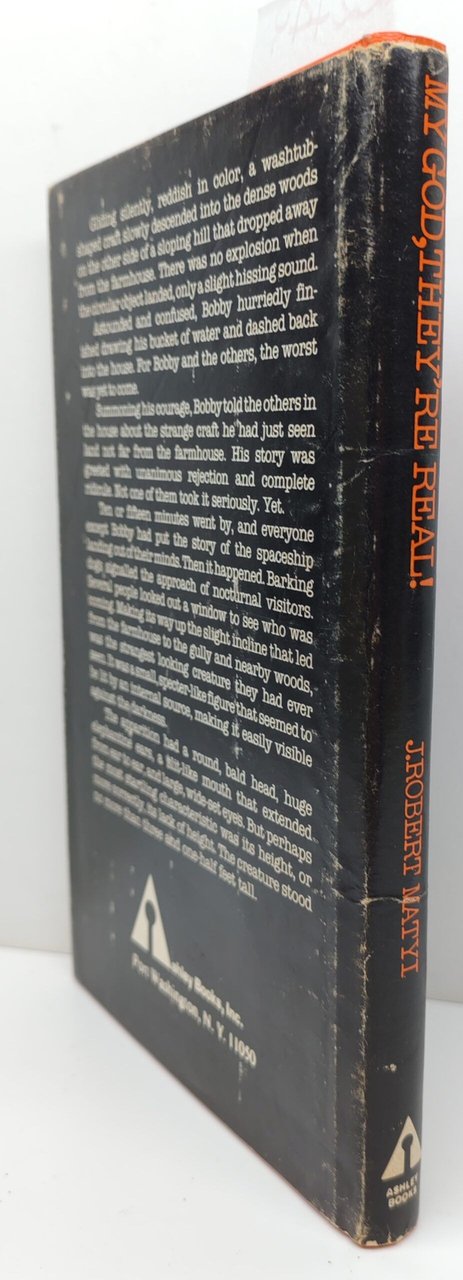 Gliding silently, reddish in color, a washtub-
shaped craft slowly descended into the dense woods
on the other side of a sloping hill that dropped away
from the farmhouse. There was no explosion when
the circular object landed, only a slight hissing sound.
Astounded and confused, Bobby hurriedly fin-
ished drawing his bucket of water and dashed back
into the house. For Bobby and the others, the worst
was yet to come.
Summoning his courage, Bobby told the others in
the house about the strange craft he had just seen
land not far from the farmhouse. His story was
greeted with unanimous rejection and complete
ridicule. Not one of them took it seriously. Yet.
Ten or fifteen minutes went by, and everyone
except Bobby had put the story of the spaceship
landing out of their minds. Then it happened. Barking
dogs signalled the approach of nocturnal visitors.
Several people looked out a window to see who was
coming. Making its way up the slight incline that led
from the farmhouse to the gully and nearby woods,
was the strangest looking creature they had ever
seen. It was a small, specter-like figure that seemed to
be lit by an internal source, making it easily visible
against the darkness.
The apparition had a round, bald head, huge
elephantine ears, a slit-like mouth that extended
from ear to ear, and large, wide-set eyes. But perhaps
the most startling characteristic was its height, or
more correctly, its lack of height. The creature stood
no more than three and one-half feet tall.
Ashley Books, Inc.
Port Washington, N. Y. 11050
MY GOD, THEY'RE REAL!
J. ROBERT MATYI
ASHLEY
BOOKS